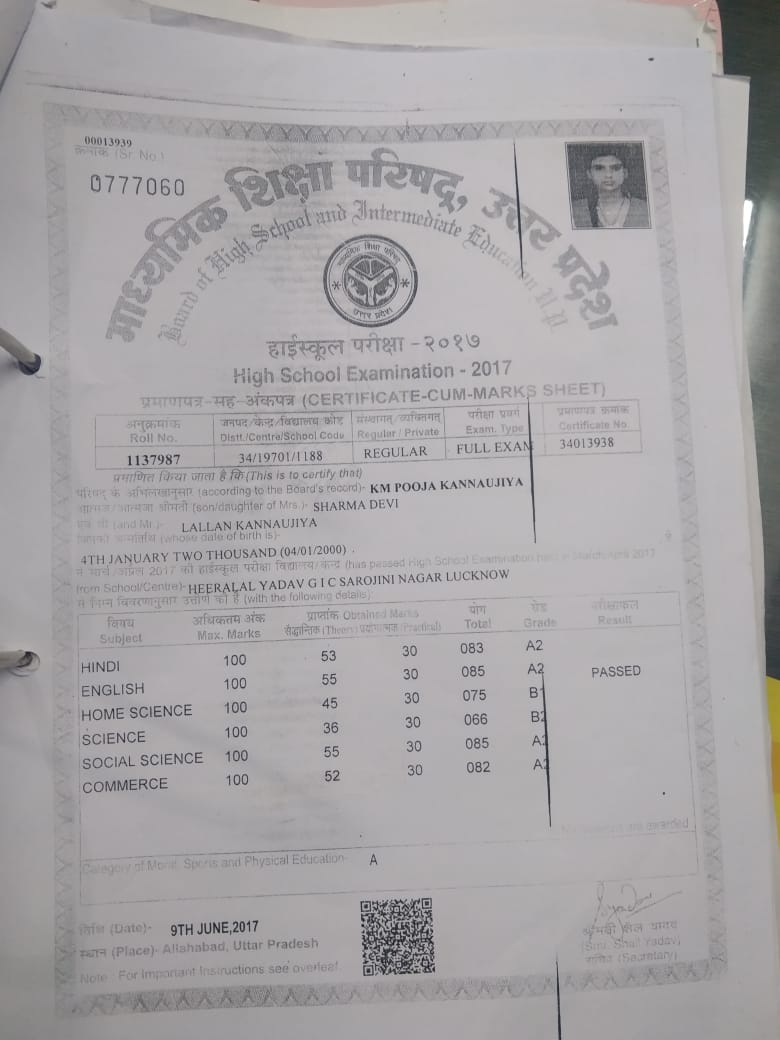 00013939
क्रमांक (Sr. No.)
0777060
माध्यमिक शिक्षा परिषद्, उत्तर प्रदेश
Board of High School and Intermediate Education U.P.
माध्यमिक शिक्षा परिषद
उत्तर प्रदेश
हाईस्कूल परीक्षा - २०१७
High School Examination - 2017
प्रमाणपत्र-सह-अंकपत्र (CERTIFICATE-CUM-MARKS SHEET)
अनुक्रमांक जनपद/केन्द्र/विद्यालय कोड संस्थागत/व्यक्तिगत परीक्षा प्रवर्ग प्रमाणपत्र क्रमांक
Roll No. Distt./Centre/School Code Regular / Private Exam. Type Certificate No.
1137987 34/19701/1188 REGULAR FULL EXAM 34013938
प्रमाणित किया जाता है कि (This is to certify that)
परिषद के अभिलेखानुसार (according to the Board's record)- KM POOJA KANNAUJIYA
आत्मज/आत्मजा श्रीमती (son/daughter of Mrs.)- SHARMA DEVI
एवं श्री (and Mr.)- LALLAN KANNAUJIYA
जिनकी जन्मतिथि (whose date of birth is)-
4TH JANUARY TWO THOUSAND (04/01/2000) .
ने मार्च/अप्रैल 2017 की हाईस्कूल परीक्षा विद्यालय/केन्द्र (has passed High School Examination held in March/April 2017
from School/Centre)- HEERALAL YADAV G I C SAROJINI NAGAR LUCKNOW
से निम्न विवरणानुसार उत्तीर्ण की है (with the following details):
विषय अधिकतम अंक प्राप्तांक Obtained Marks योग ग्रेड परीक्षाफल
Subject Max. Marks सैद्धान्तिक (Theory) प्रयोगात्मक (Practical) Total Grade Result
HINDI 100 53 30 083 A2
ENGLISH 100 55 30 085 A2 PASSED
HOME SCIENCE 100 45 30 075 B1
SCIENCE 100 36 30 066 B2
SOCIAL SCIENCE 100 55 30 085 A2
COMMERCE 100 52 30 082 A2
are awarded
Category of Moral, Sports and Physical Education- A
तिथि (Date)- 9TH JUNE,2017
स्थान (Place)- Allahabad, Uttar Pradesh
Note : For Important Instructions see overleaf.
(Smt. Shail Yadav)
सचिव (Secretary)